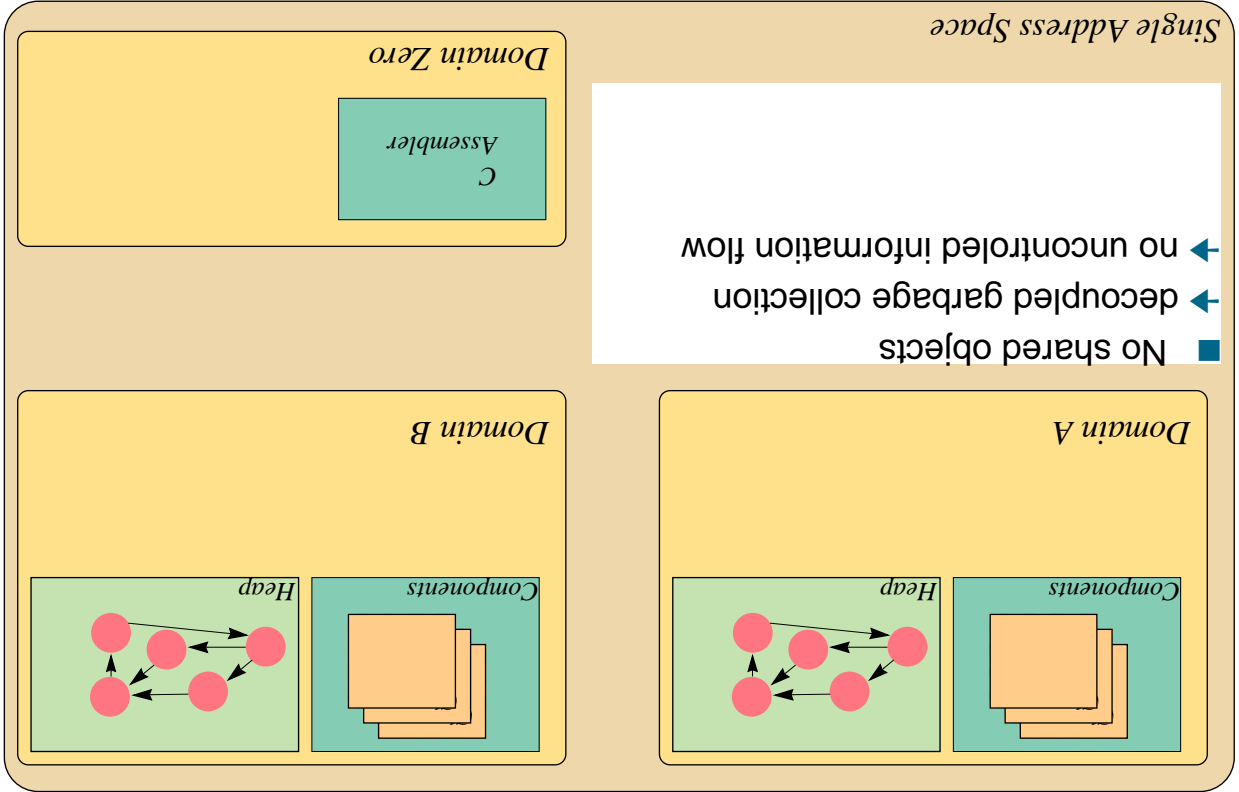 Components
Heap
Domain A
Components
Heap
Domain B
No shared objects
decoupled garbage collection
no uncontroled information flow
C
Assembler
Domain Zero
Single Address Space